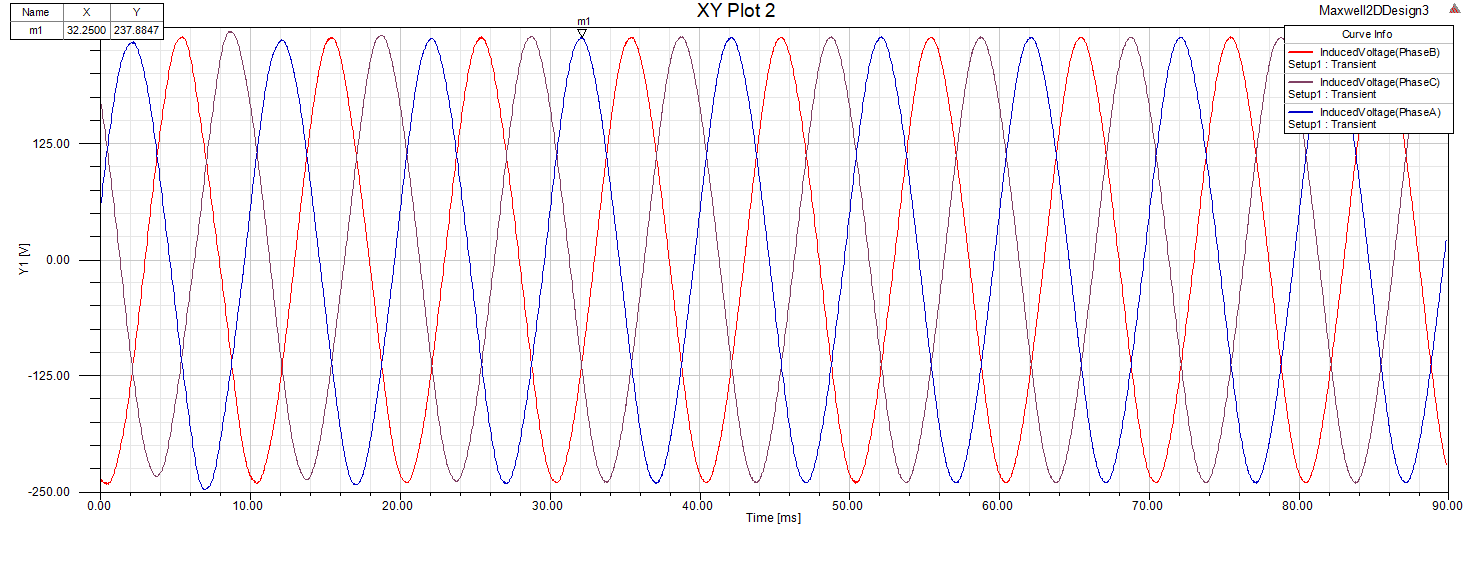 XY Plot 2
Maxwell2DDesign3
Name X Y
m1 32.2500 237.8847
m1
Curve Info
InducedVoltage(PhaseB)
Setup1 : Transient
InducedVoltage(PhaseC)
Setup1 : Transient
InducedVoltage(PhaseA)
Setup1 : Transient
125.00
0.00
-125.00
-250.00
Y1 [V]
0.00 10.00 20.00 30.00 40.00 50.00 60.00 70.00 80.00 90.00
Time [ms]